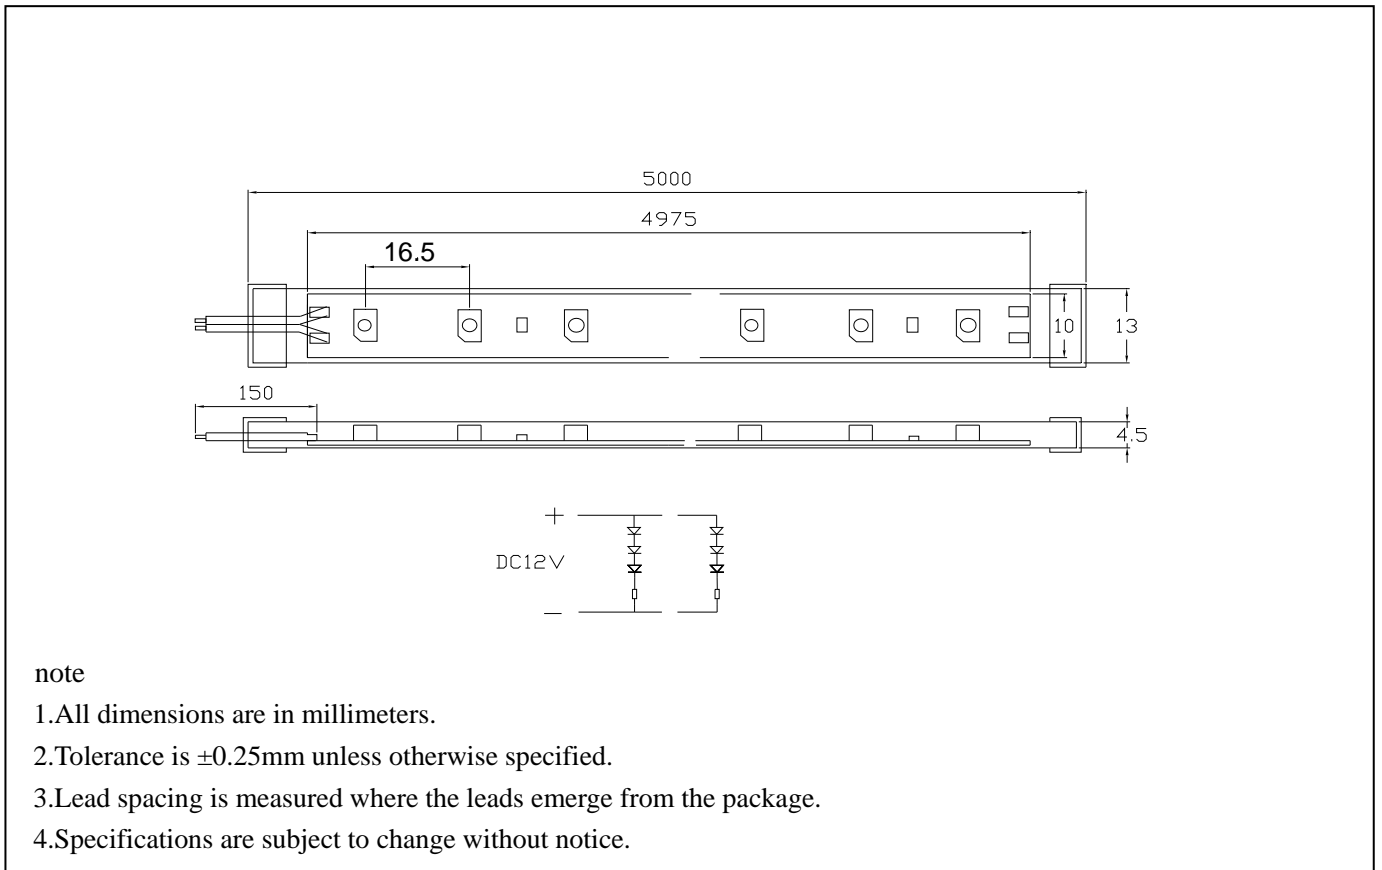 5000
4975
16.5
10
13
150
4.5
+
DC12V
—
note
1.All dimensions are in millimeters.
2.Tolerance is ±0.25mm unless otherwise specified.
3.Lead spacing is measured where the leads emerge from the package.
4.Specifications are subject to change without notice.